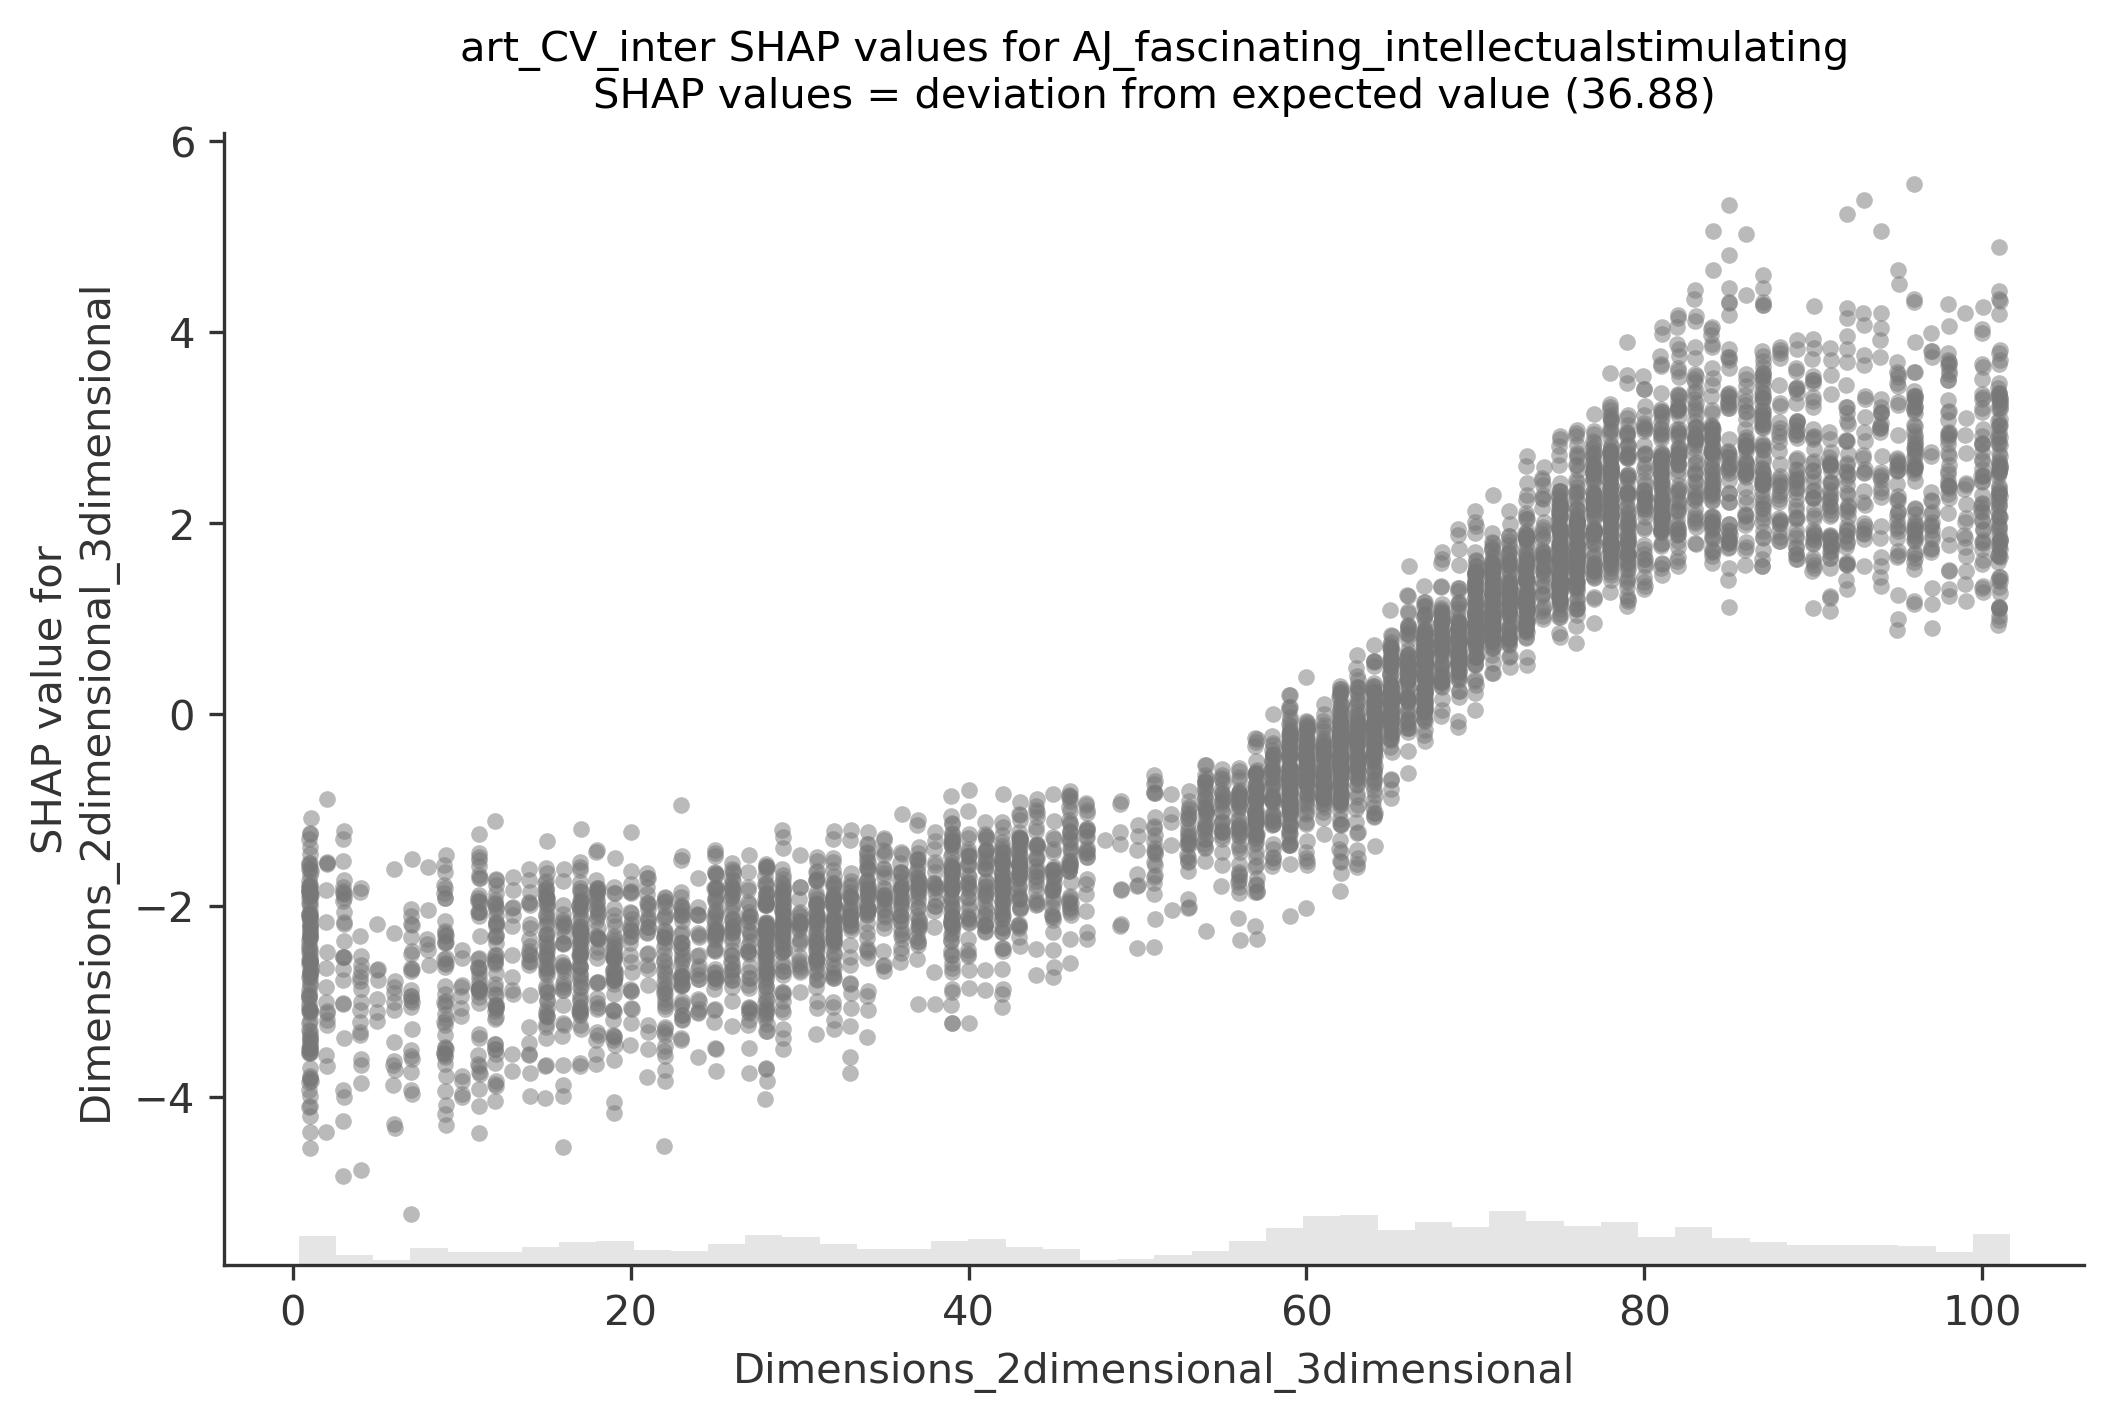 art_CV_inter SHAP values for AJ_fascinating_intellectualstimulating
SHAP values = deviation from expected value (36.88)
6
4
2
0
−2
−4
SHAP value for
Dimensions_2dimensional_3dimensional
0 20 40 60 80 100
Dimensions_2dimensional_3dimensional